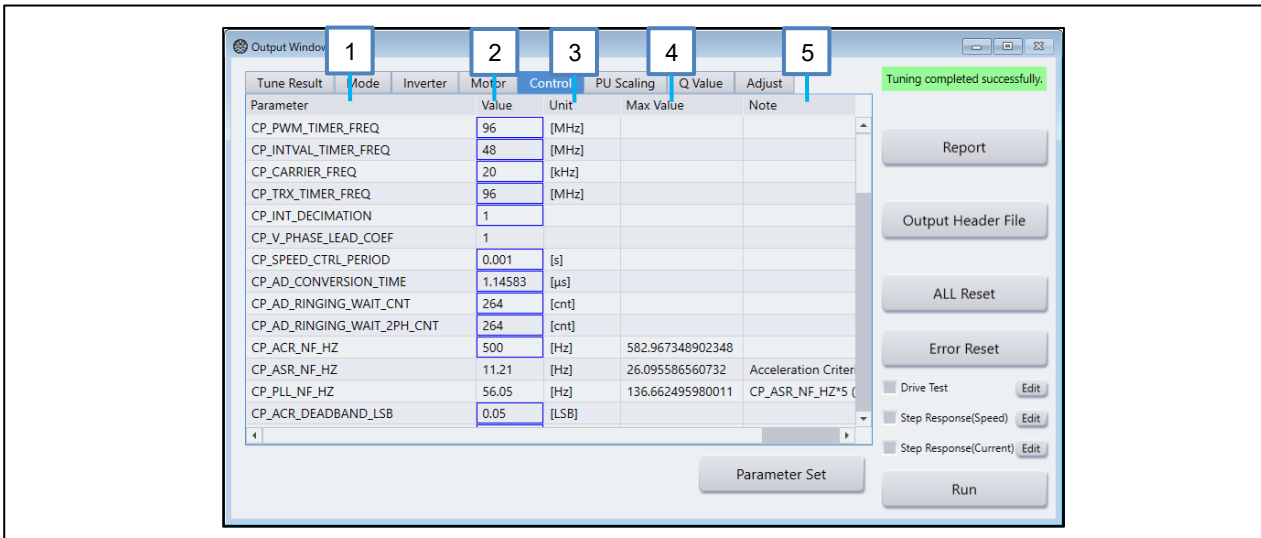 1 2 3 4 5
Output Window
Tune Result Mode Inverter Motor Control PU Scaling Q Value Adjust
Tuning completed successfully.
Parameter Value Unit Max Value Note
CP_PWM_TIMER_FREQ 96 [MHz]
CP_INTVAL_TIMER_FREQ 48 [MHz]
CP_CARRIER_FREQ 20 [kHz]
CP_TRX_TIMER_FREQ 96 [MHz]
CP_INT_DECIMATION 1
CP_V_PHASE_LEAD_COEF 1
CP_SPEED_CTRL_PERIOD 0.001 [s]
CP_AD_CONVERSION_TIME 1.14583 [µs]
CP_AD_RINGING_WAIT_CNT 264 [cnt]
CP_AD_RINGING_WAIT_2PH_CNT 264 [cnt]
CP_ACR_NF_HZ 500 [Hz] 582.967348902348
CP_ASR_NF_HZ 11.21 [Hz] 26.095586560732 Acceleration Criteri
CP_PLL_NF_HZ 56.05 [Hz] 136.662495980011 CP_ASR_NF_HZ*5 (
CP_ACR_DEADBAND_LSB 0.05 [LSB]
Parameter Set
Report
Output Header File
ALL Reset
Error Reset
Drive Test Edit
Step Response(Speed) Edit
Step Response(Current) Edit
Run